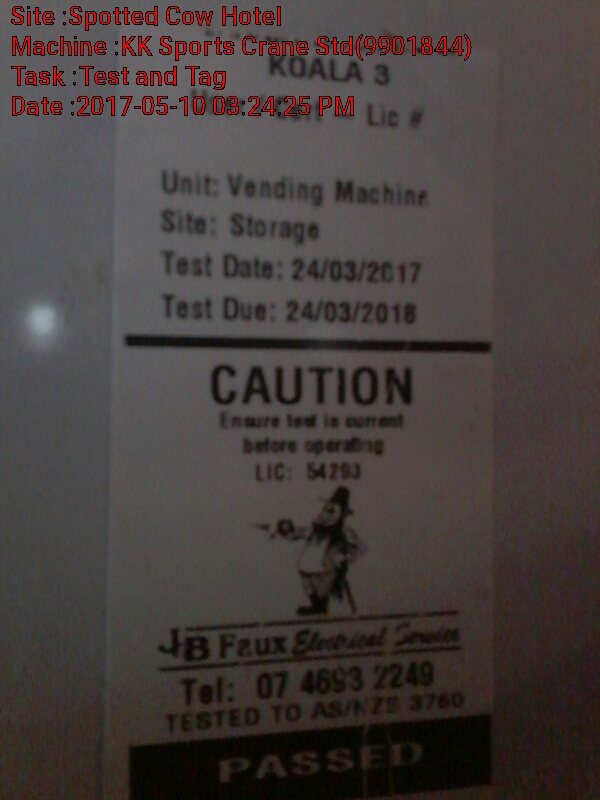 Site :Spotted Cow Hotel
Machine :KK Sports Crane Std(9901844)
KOALA 3
Task :Test and Tag
Date :2017-05-10 03:24:25 PM
Lic #
Unit: Vending Machine
Site: Storage
Test Date: 24/03/2017
Test Due: 24/03/2018
CAUTION
Ensure test is current
before operating
LIC: 54293
JB Faux Electrical Service
Tel: 07 4693 2249
TESTED TO AS/NZS 3760
PASSED